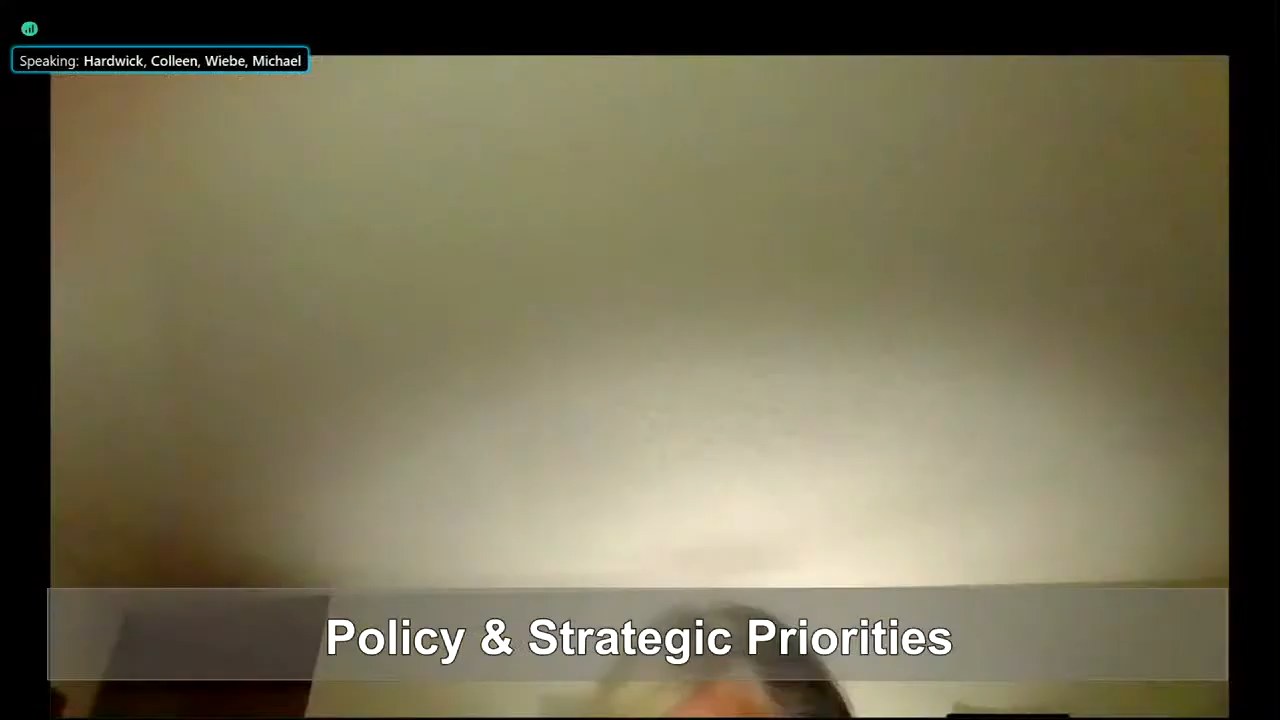 Speaking: Hardwick, Colleen, Wiebe, Michael
Policy & Strategic Priorities